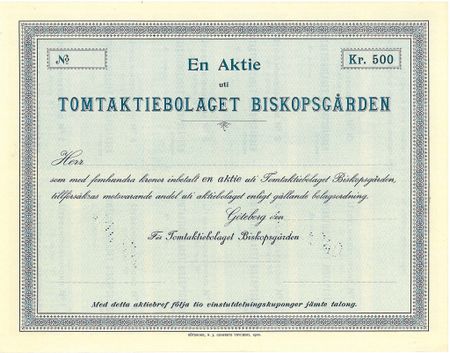 No
En Aktie
Kr. 500
uti
TOMTAKTIEBOLAGET BISKOPSGÅRDEN
Herr
som med femhundra kronor inbetalt en aktie uti Tomtaktiebolaget Biskopsgården,
tillförsäkras motsvarande andel uti aktiebolaget enligt gällande bolagsordning.
Göteborg den
För Tomtaktiebolaget Biskopsgården
Med detta aktiebref följa tio vinstutdelningskuponger jämte talong.